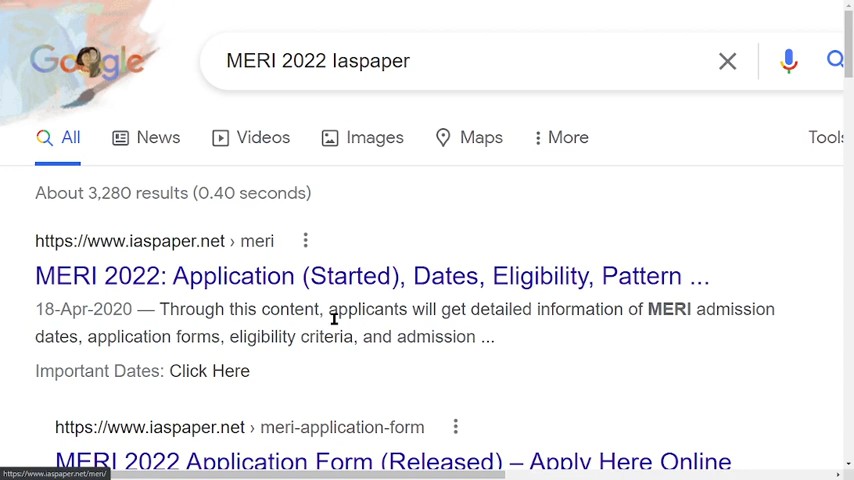 Google
MERI 2022 Iaspaper
All News Videos Images Maps More Tools
About 3,280 results (0.40 seconds)
https://www.iaspaper.net › meri
MERI 2022: Application (Started), Dates, Eligibility, Pattern ...
18-Apr-2020 — Through this content, applicants will get detailed information of MERI admission
dates, application forms, eligibility criteria, and admission ...
Important Dates: Click Here
https://www.iaspaper.net › meri-application-form
MERI 2022 Application Form (Released) – Apply Here Online
https://www.iaspaper.net/meri/